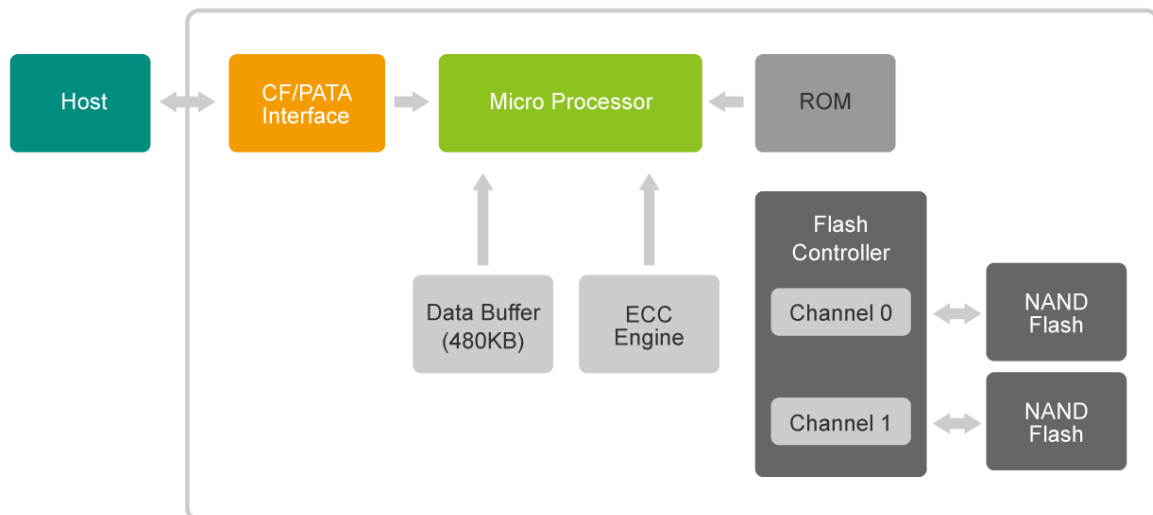 Host
CF/PATA
Interface
Micro Processor
ROM
Flash
Controller
Data Buffer
(480KB)
ECC
Engine
Channel 0
NAND
Flash
Channel 1
NAND
Flash